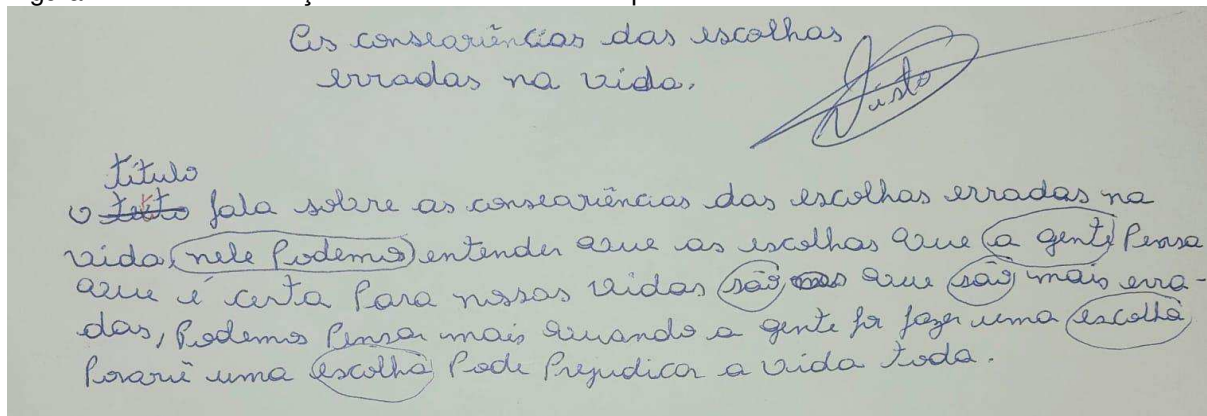 As consequências das escolhas
erradas na vida.
Visto
título
o texto fala sobre as consequências das escolhas erradas na
vida, nele Podemos entender que as escolhas que a gente Pensa
que é certa Para nossas vidas são que são mais erra-
das, Podemos Pensar mais quando a gente for fazer uma escolha
Porquê uma escolha Pode Prejudicar a vida toda.